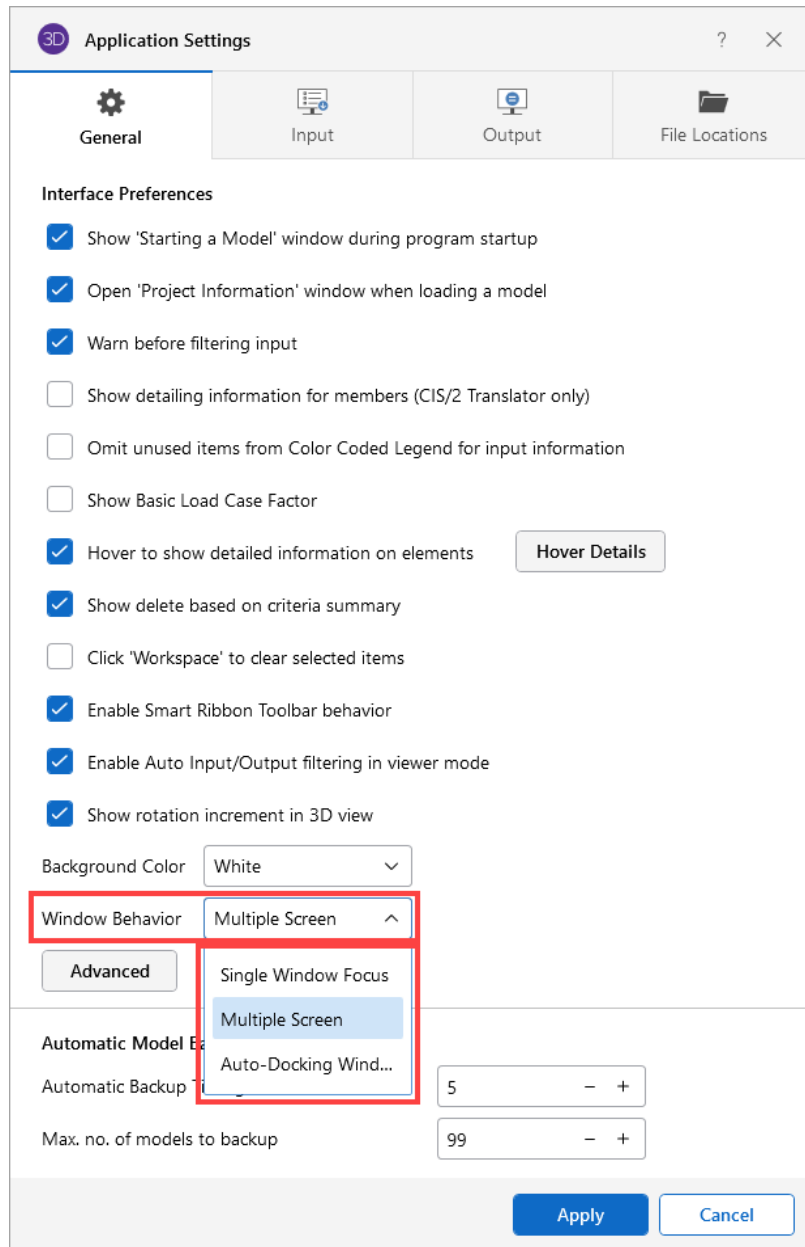 3D Application Settings ?
General Input Output File Locations
Interface Preferences
Show 'Starting a Model' window during program startup
Open 'Project Information' window when loading a model
Warn before filtering input
Show detailing information for members (CIS/2 Translator only)
Omit unused items from Color Coded Legend for input information
Show Basic Load Case Factor
Hover to show detailed information on elements Hover Details
Show delete based on criteria summary
Click 'Workspace' to clear selected items
Enable Smart Ribbon Toolbar behavior
Enable Auto Input/Output filtering in viewer mode
Show rotation increment in 3D view
Background Color White
Window Behavior Multiple Screen
Advanced
Single Window Focus
Multiple Screen
Auto-Docking Wind...
Automatic Model
Automatic Backup 5 − +
Max. no. of models to backup 99 − +
Apply Cancel